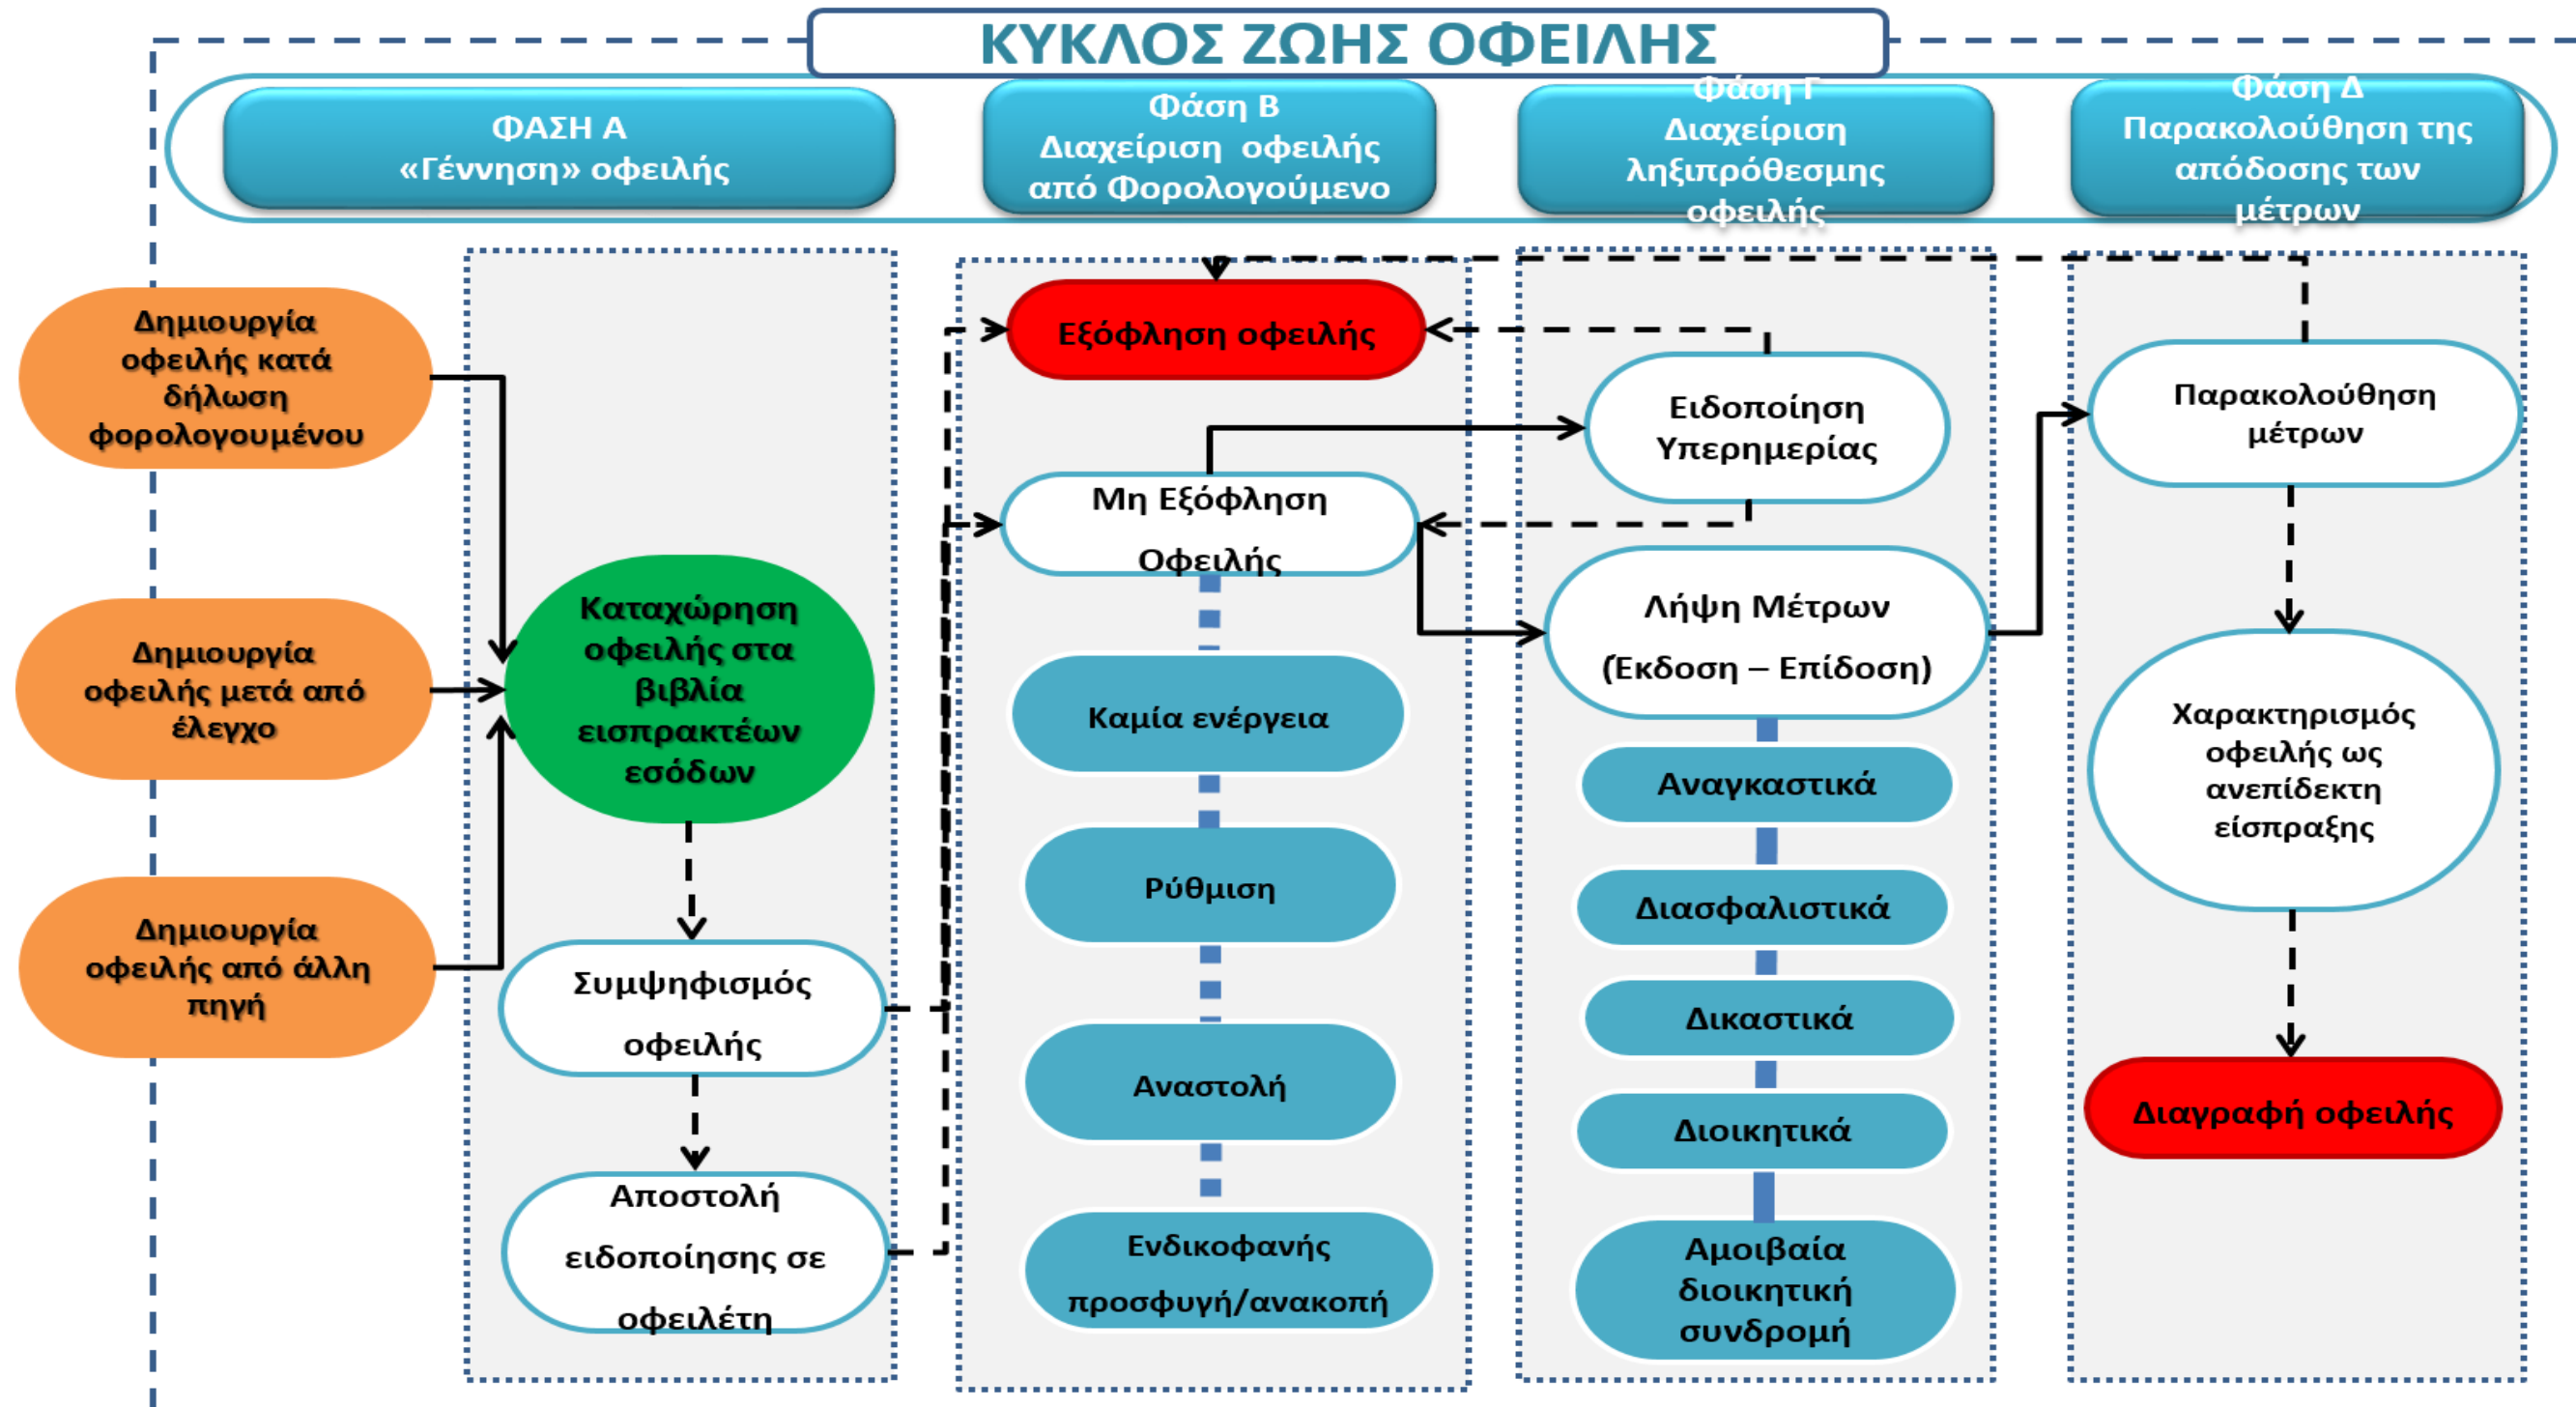 ΚΥΚΛΟΣ ΖΩΗΣ ΟΦΕΙΛΗΣ
ΦΑΣΗ Α
«Γέννηση» οφειλής
Φάση Β
Διαχείριση οφειλής
από Φορολογούμενο
Φάση Γ
Διαχείριση
ληξιπρόθεσμης
οφειλής
Φάση Δ
Παρακολούθηση της
απόδοσης των
μέτρων
Δημιουργία
οφειλής κατά
δήλωση
φορολογουμένου
Δημιουργία
οφειλής μετά από
έλεγχο
Δημιουργία
οφειλής από άλλη
πηγή
Καταχώρηση
οφειλής στα
βιβλία
εισπρακτέων
εσόδων
Συμψηφισμός
οφειλής
Αποστολή
ειδοποίησης σε
οφειλέτη
Εξόφληση οφειλής
Μη Εξόφληση
Οφειλής
Καμία ενέργεια
Ρύθμιση
Αναστολή
Ενδικοφανής
προσφυγή/ανακοπή
Ειδοποίηση
Υπερημερίας
Λήψη Μέτρων
(Έκδοση – Επίδοση)
Αναγκαστικά
Διασφαλιστικά
Δικαστικά
Διοικητικά
Αμοιβαία
διοικητική
συνδρομή
Παρακολούθηση
μέτρων
Χαρακτηρισμός
οφειλής ως
ανεπίδεκτη
είσπραξης
Διαγραφή οφειλής